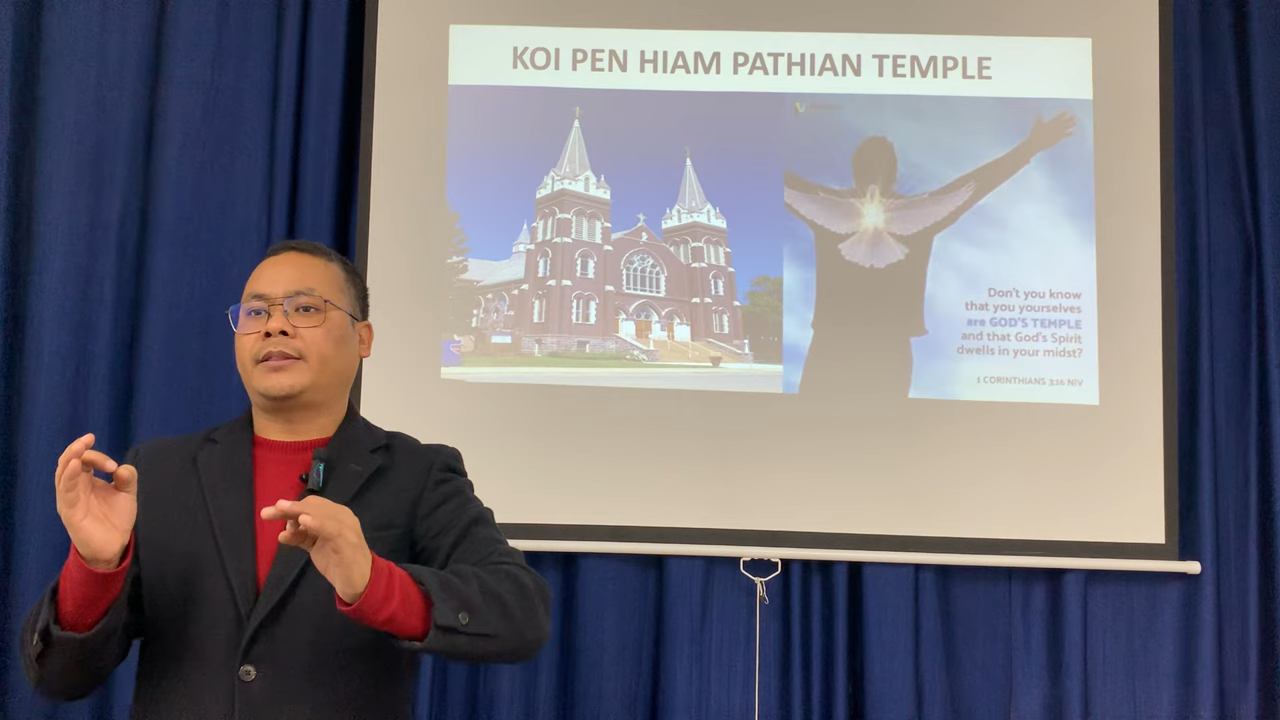 KOI PEN HIAM PATHIAN TEMPLE
Don't you know
that you yourselves
are GOD'S TEMPLE
and that God's Spirit
dwells in your midst?
1 CORINTHIANS 3:16 NIV